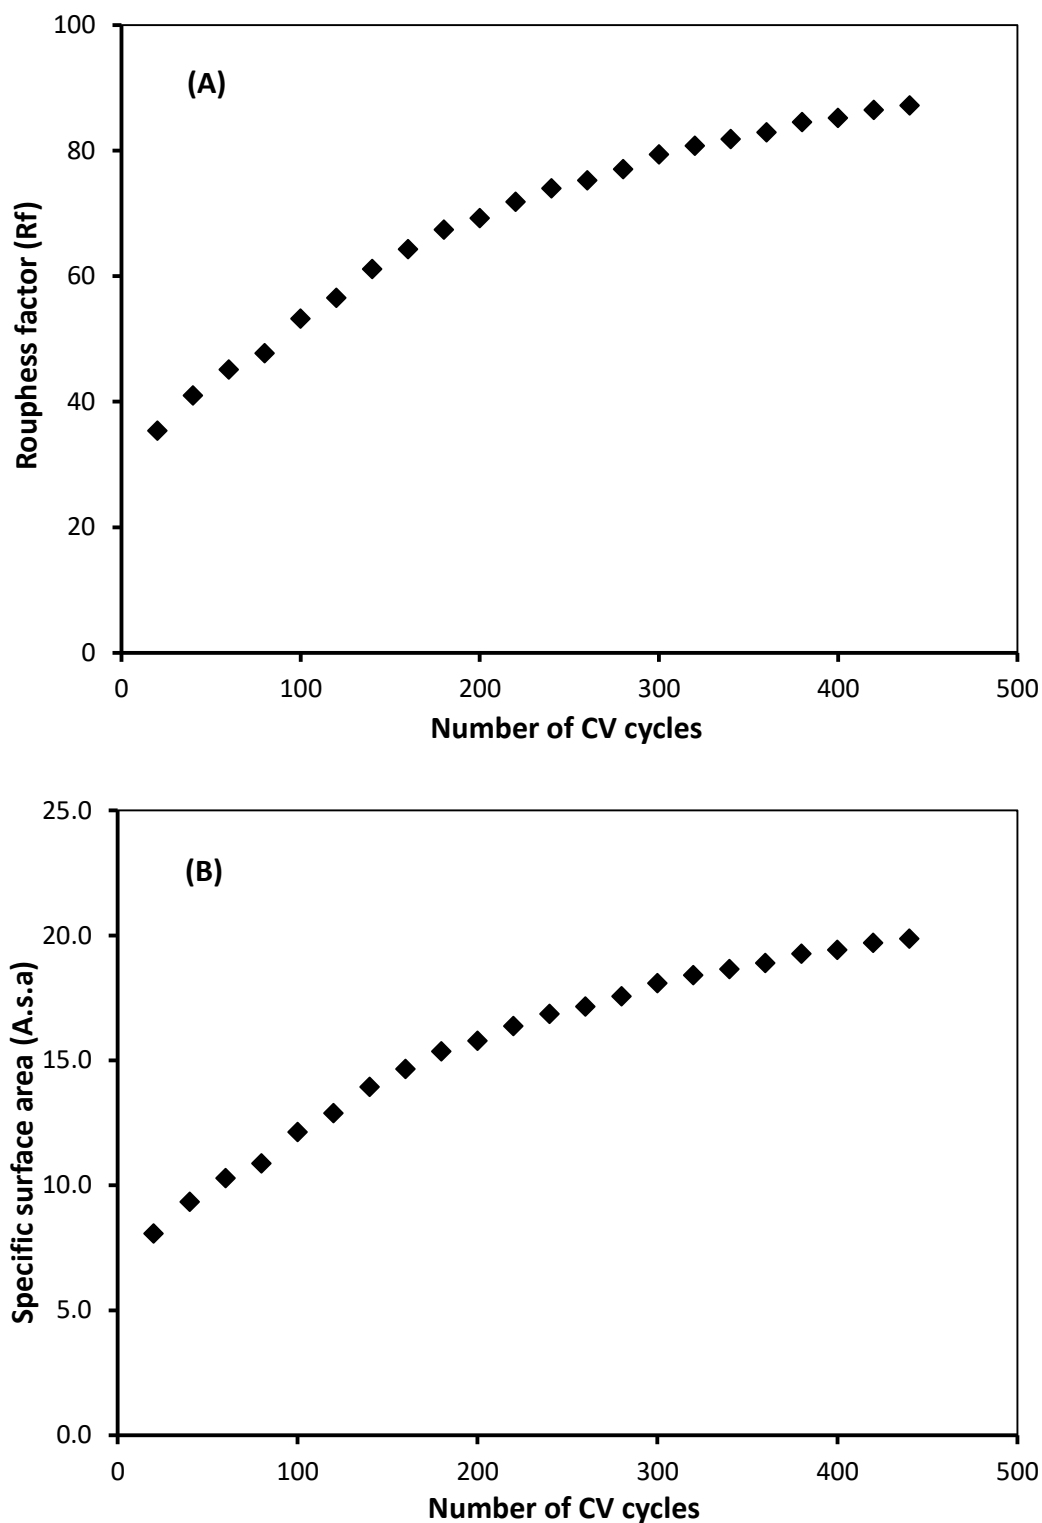 (A)
100
80
60
40
20
0
Rouphess factor (Rf)
0 100 200 300 400 500
Number of CV cycles
(B)
25.0
20.0
15.0
10.0
5.0
0.0
Specific surface area (A.s.a)
0 100 200 300 400 500
Number of CV cycles